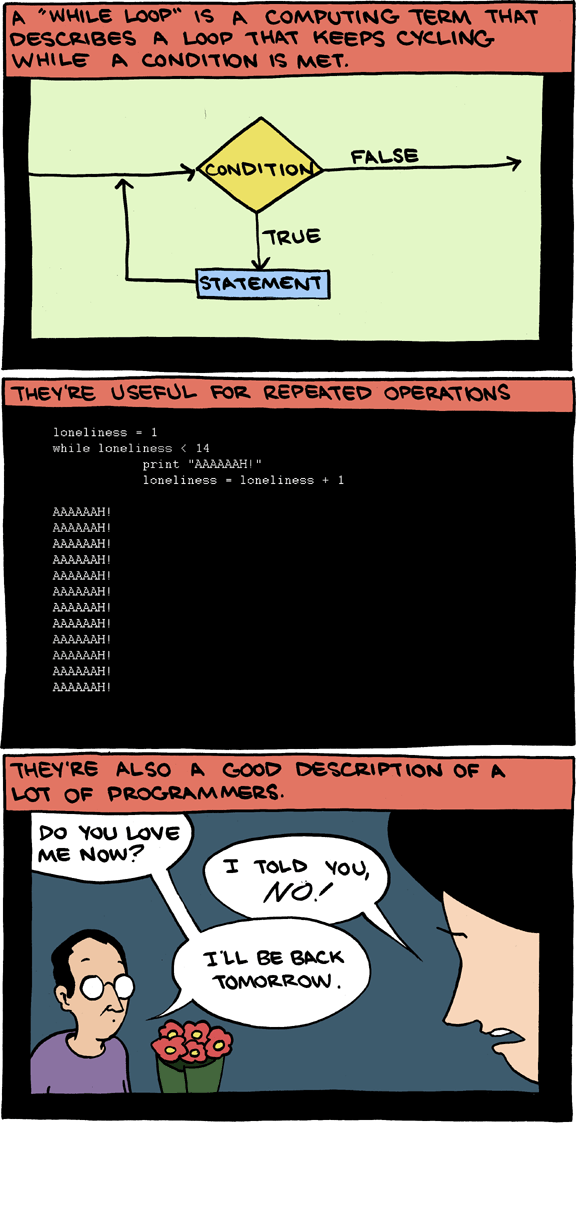 A "WHILE LOOP" IS A COMPUTING TERM THAT
DESCRIBES A LOOP THAT KEEPS CYCLING
WHILE A CONDITION IS MET.
CONDITION
FALSE
TRUE
STATEMENT
THEY'RE USEFUL FOR REPEATED OPERATIONS
loneliness = 1
while loneliness < 14
print "AAAAAAH!"
loneliness = loneliness + 1
AAAAAAH!
AAAAAAH!
AAAAAAH!
AAAAAAH!
AAAAAAH!
AAAAAAH!
AAAAAAH!
AAAAAAH!
AAAAAAH!
AAAAAAH!
AAAAAAH!
AAAAAAH!
THEY'RE ALSO A GOOD DESCRIPTION OF A
LOT OF PROGRAMMERS.
DO YOU LOVE
ME NOW?
I TOLD YOU,
NO!
I'LL BE BACK
TOMORROW.